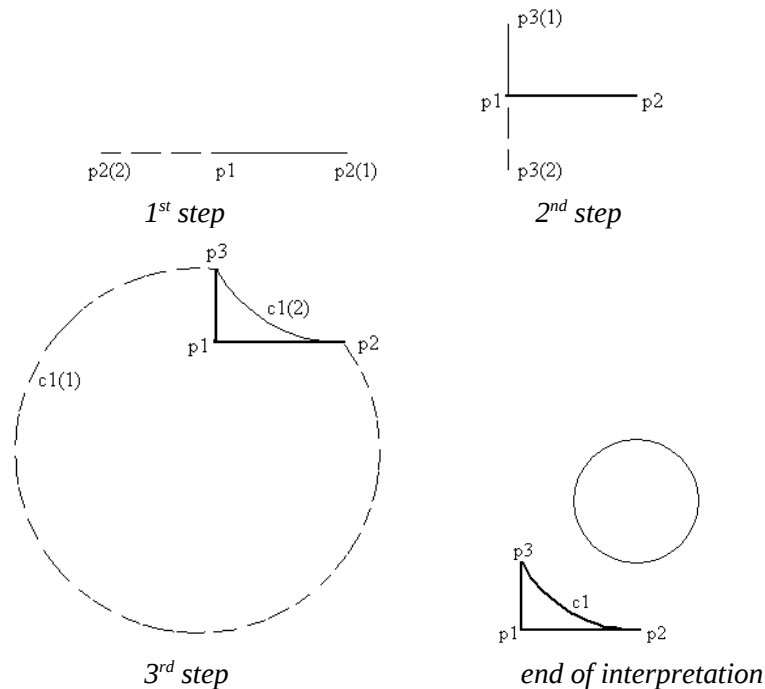 p3(1)
p1 p2
p2(2) p1 p2(1) p3(2)
1st step 2nd step
p3
c1(2)
p1 p2
c1(1)
p3
c1
p1 p2
3rd step end of interpretation